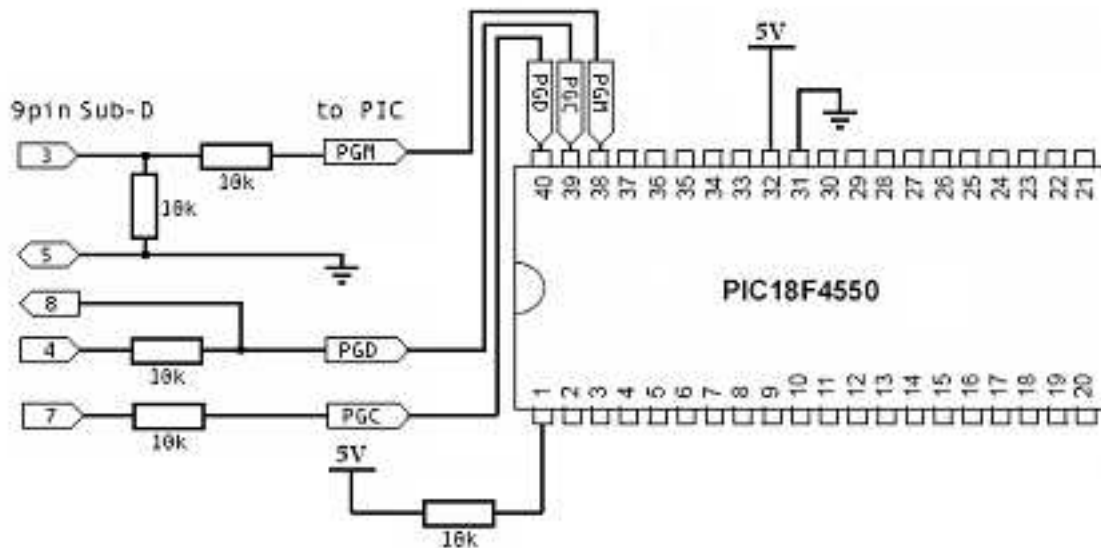 5V
PGD PGC PGM
9pin Sub-D to PIC
3 10k PGM
10k
5
8
4 10k PGD
7 10k PGC
40 39 38 37 36 35 34 33 32 31 30 29 28 27 26 25 24 23 22 21
PIC18F4550
1 2 3 4 5 6 7 8 9 10 11 12 13 14 15 16 17 18 19 20
5V
10k